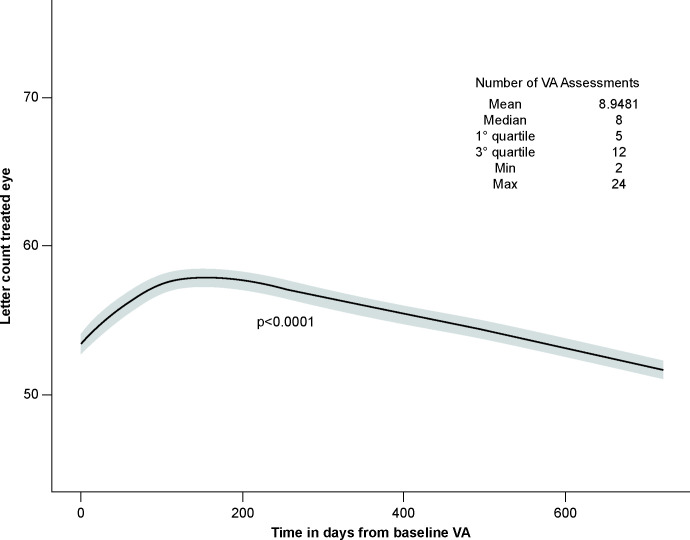 Number of VA Assessments
Mean 8.9481
Median 8
1° quartile 5
3° quartile 12
Min 2
Max 24
70
60
50
Letter count treated eye
p<0.0001
0 200 400 600
Time in days from baseline VA